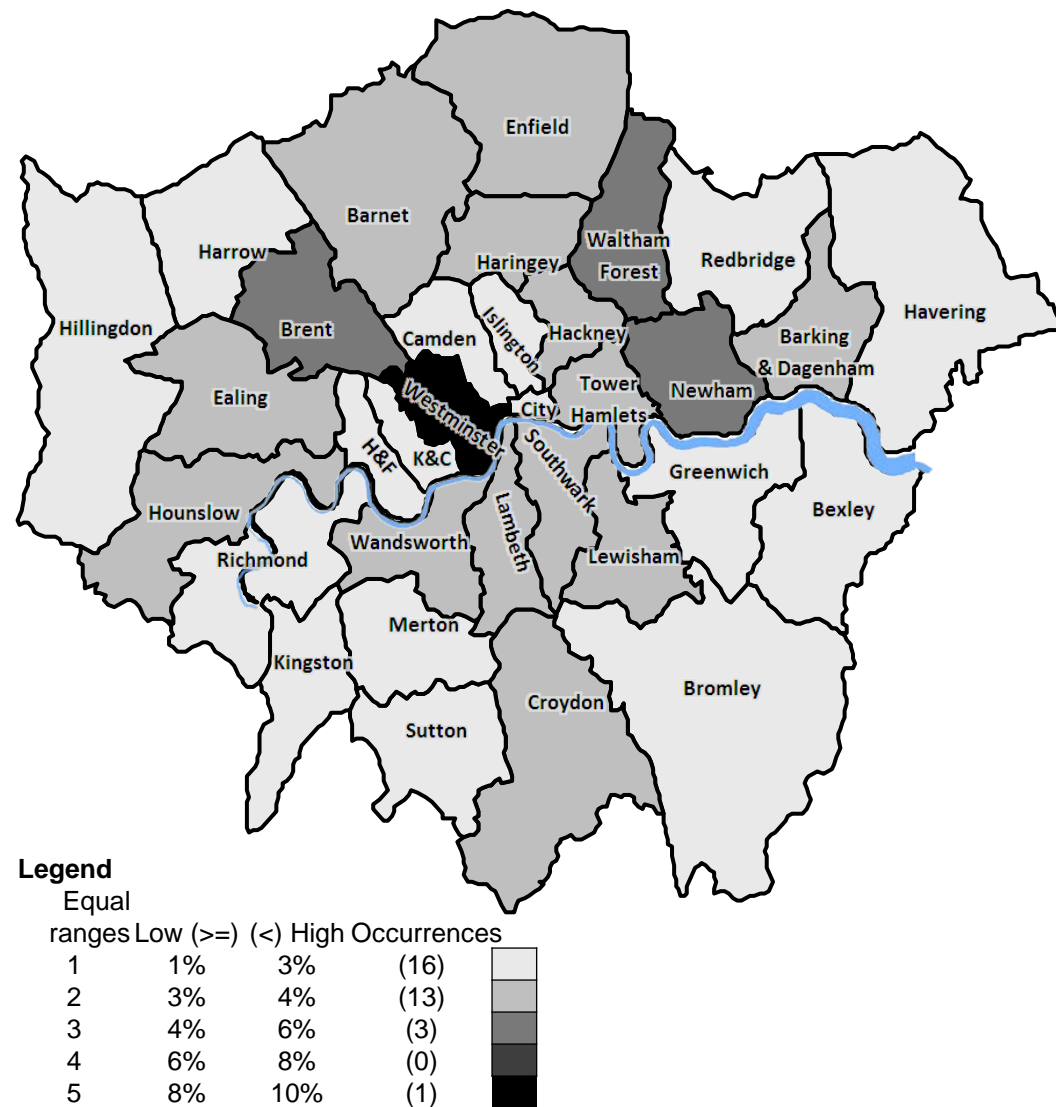 Enfield
Barnet
Waltham
Forest
Harrow
Haringey
Redbridge
Hillingdon
Brent
Camden
Islington
Hackney
Barking
& Dagenham
Havering
Ealing
Westminster
City
Tower
Hamlets
Newham
H&F
K&C
Southwark
Greenwich
Hounslow
Wandsworth
Lambeth
Bexley
Richmond
Lewisham
Merton
Kingston
Bromley
Croydon
Sutton
Legend
Equal
ranges Low (>=) (<) High Occurrences
1 1% 3% (16)
2 3% 4% (13)
3 4% 6% (3)
4 6% 8% (0)
5 8% 10% (1)